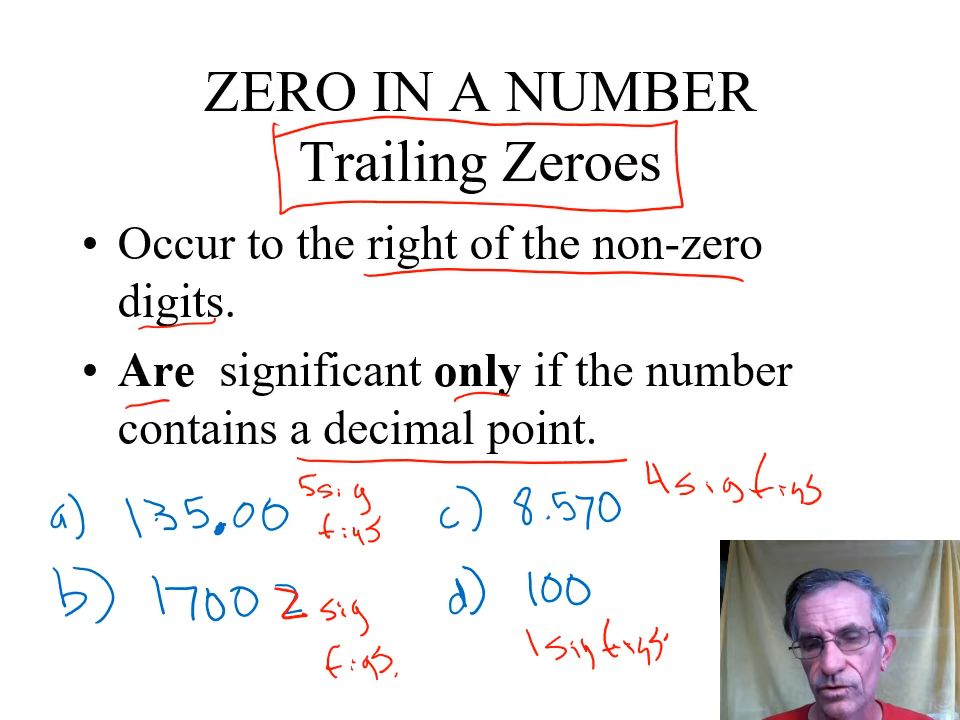 ZERO IN A NUMBER
Trailing Zeroes
• Occur to the right of the non-zero
digits.
• Are significant only if the number
contains a decimal point.
a) 135.00 5 sig
figs
c) 8.570 4 sig figs
b) 1700 2 sig
figs.
d) 100
1 sig figs.